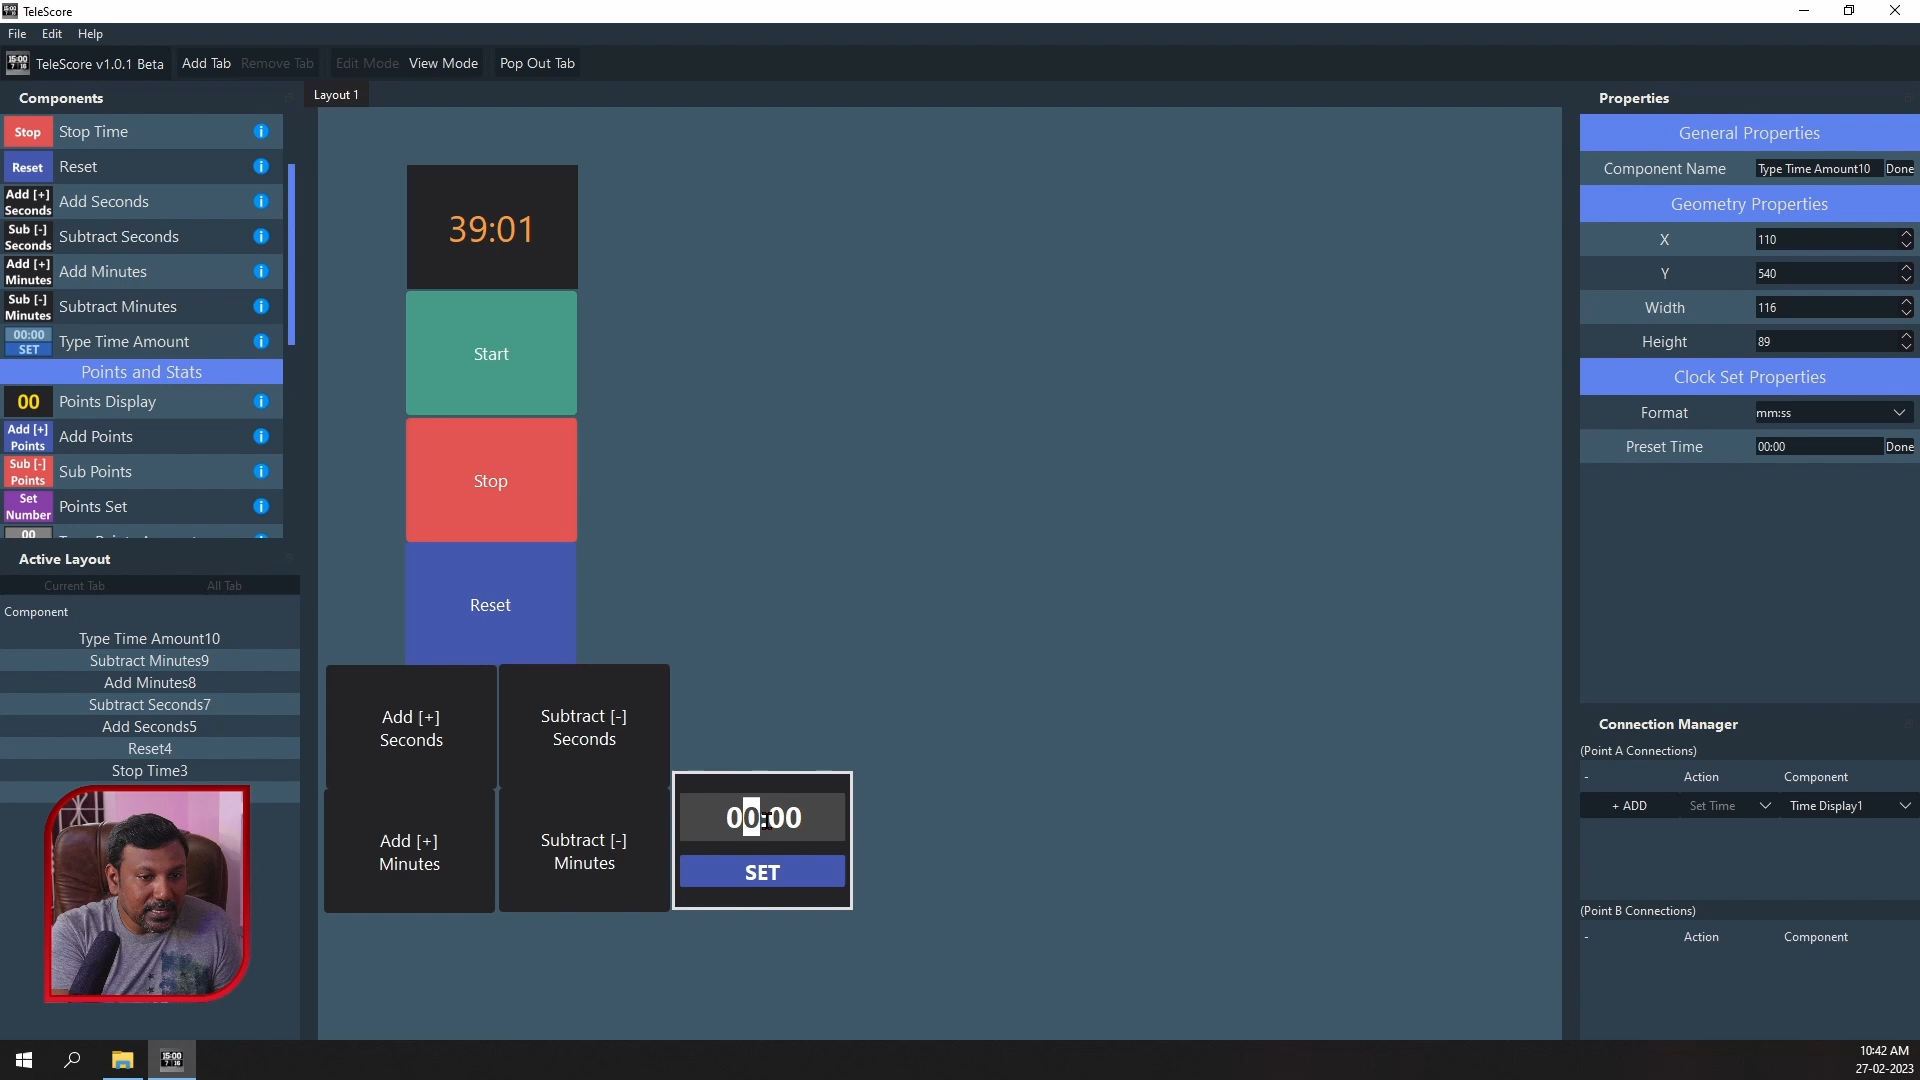 TeleScore
File Edit Help
TeleScore v1.0.1 Beta Add Tab Remove Tab Edit Mode View Mode Pop Out Tab
Components
Stop Stop Time
Reset Reset
Add [+] Seconds Add Seconds
Sub [-] Seconds Subtract Seconds
Add [+] Minutes Add Minutes
Sub [-] Minutes Subtract Minutes
00:00 SET Type Time Amount
Points and Stats
00 Points Display
Add [+] Points Add Points
Sub [-] Points Sub Points
Set Number Points Set
00
Active Layout
Current Tab All Tab
Component
Type Time Amount10
Subtract Minutes9
Add Minutes8
Subtract Seconds7
Add Seconds5
Reset4
Stop Time3
Layout 1
39:01
Start
Stop
Reset
Add [+]
Seconds
Subtract [-]
Seconds
Add [+]
Minutes
Subtract [-]
Minutes
00:00
SET
Properties
General Properties
Component Name Type Time Amount10 Done
Geometry Properties
X 110
Y 540
Width 116
Height 89
Clock Set Properties
Format mm:ss
Preset Time 00:00 Done
Connection Manager
(Point A Connections)
- Action Component
+ ADD Set Time Time Display1
(Point B Connections)
- Action Component
15:00
10:42 AM
27-02-2023